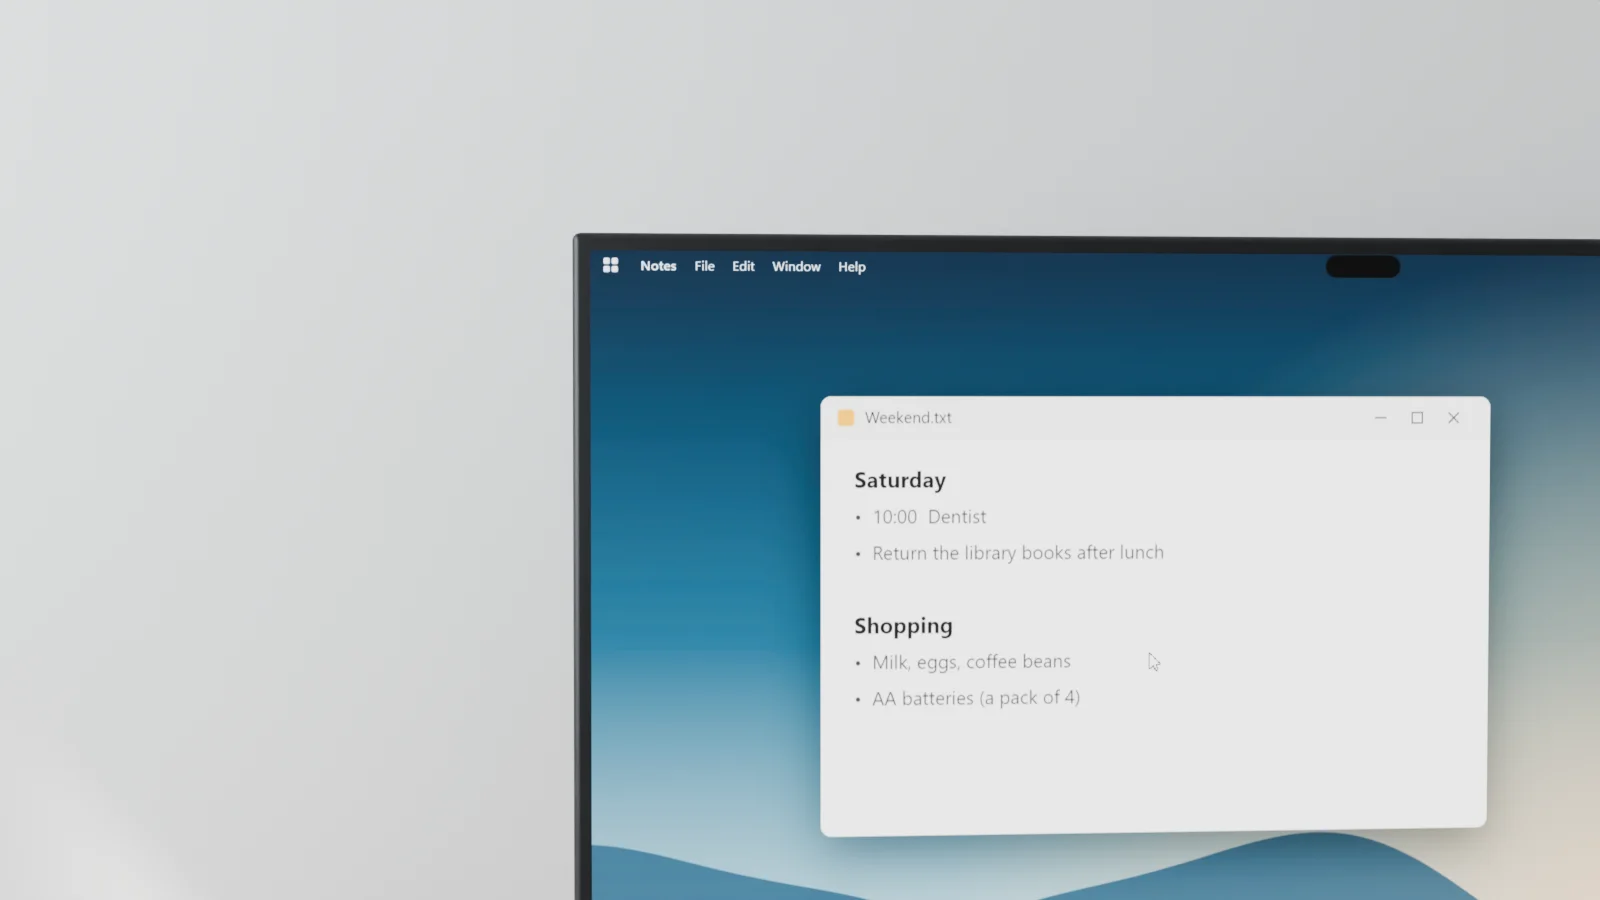 Notes File Edit Window Help
Weekend.txt
Saturday
• 10:00 Dentist
• Return the library books after lunch
Shopping
• Milk, eggs, coffee beans
• AA batteries (a pack of 4)